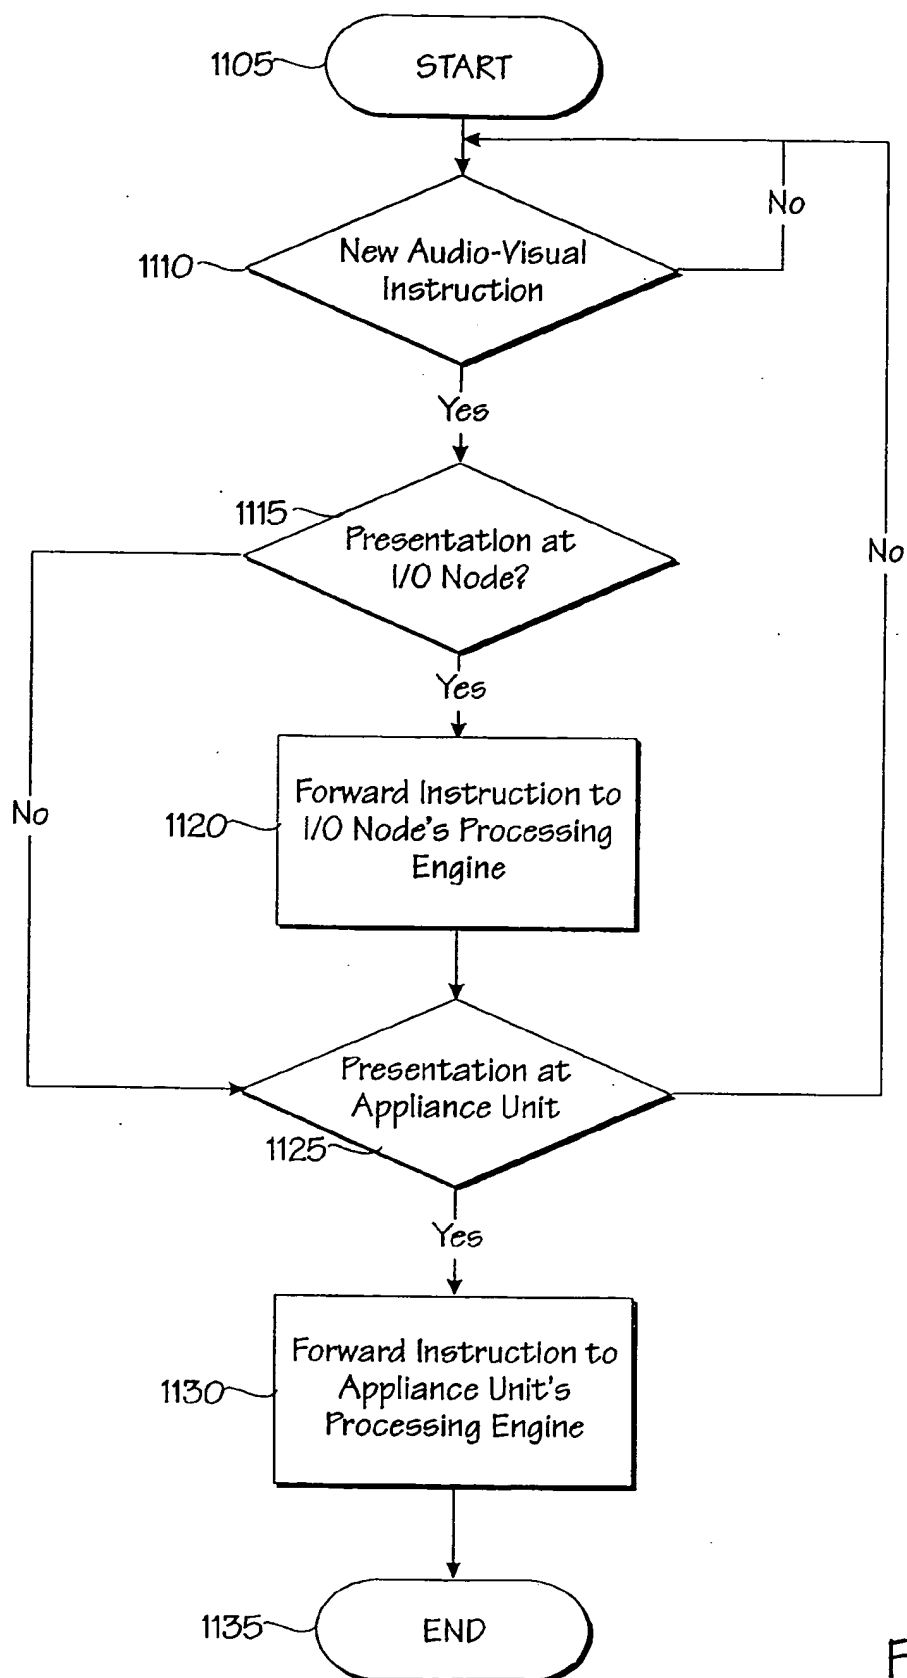 1105
START
No
1110
New Audio-Visual
Instruction
Yes
1115
Presentation at
I/O Node?
No
Yes
No
1120
Forward Instruction to
I/O Node's Processing
Engine
Presentation at
Appliance Unit
1125
Yes
1130
Forward Instruction to
Appliance Unit's
Processing Engine
1135
END
F